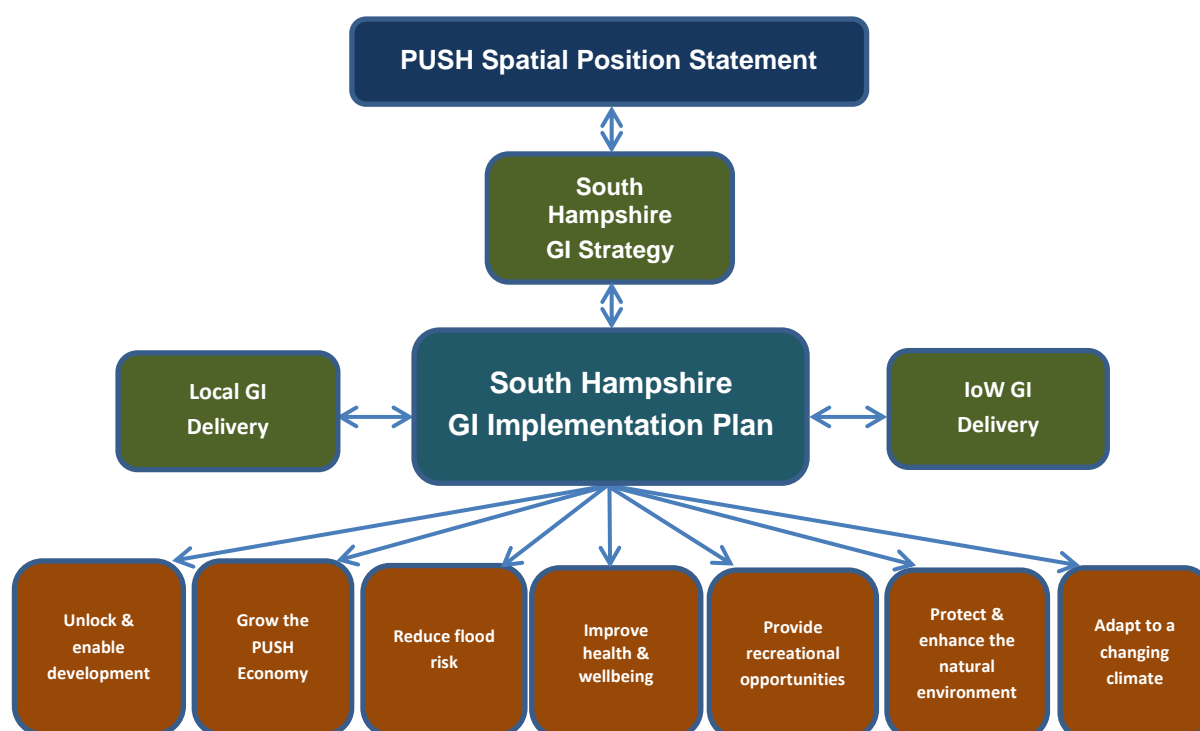 PUSH Spatial Position Statement
South
Hampshire
GI Strategy
Local GI
Delivery
South Hampshire
GI Implementation Plan
IoW GI
Delivery
Unlock &
enable
development
Grow the
PUSH
Economy
Reduce flood
risk
Improve
health &
wellbeing
Provide
recreational
opportunities
Protect &
enhance the
natural
environment
Adapt to a
changing
climate